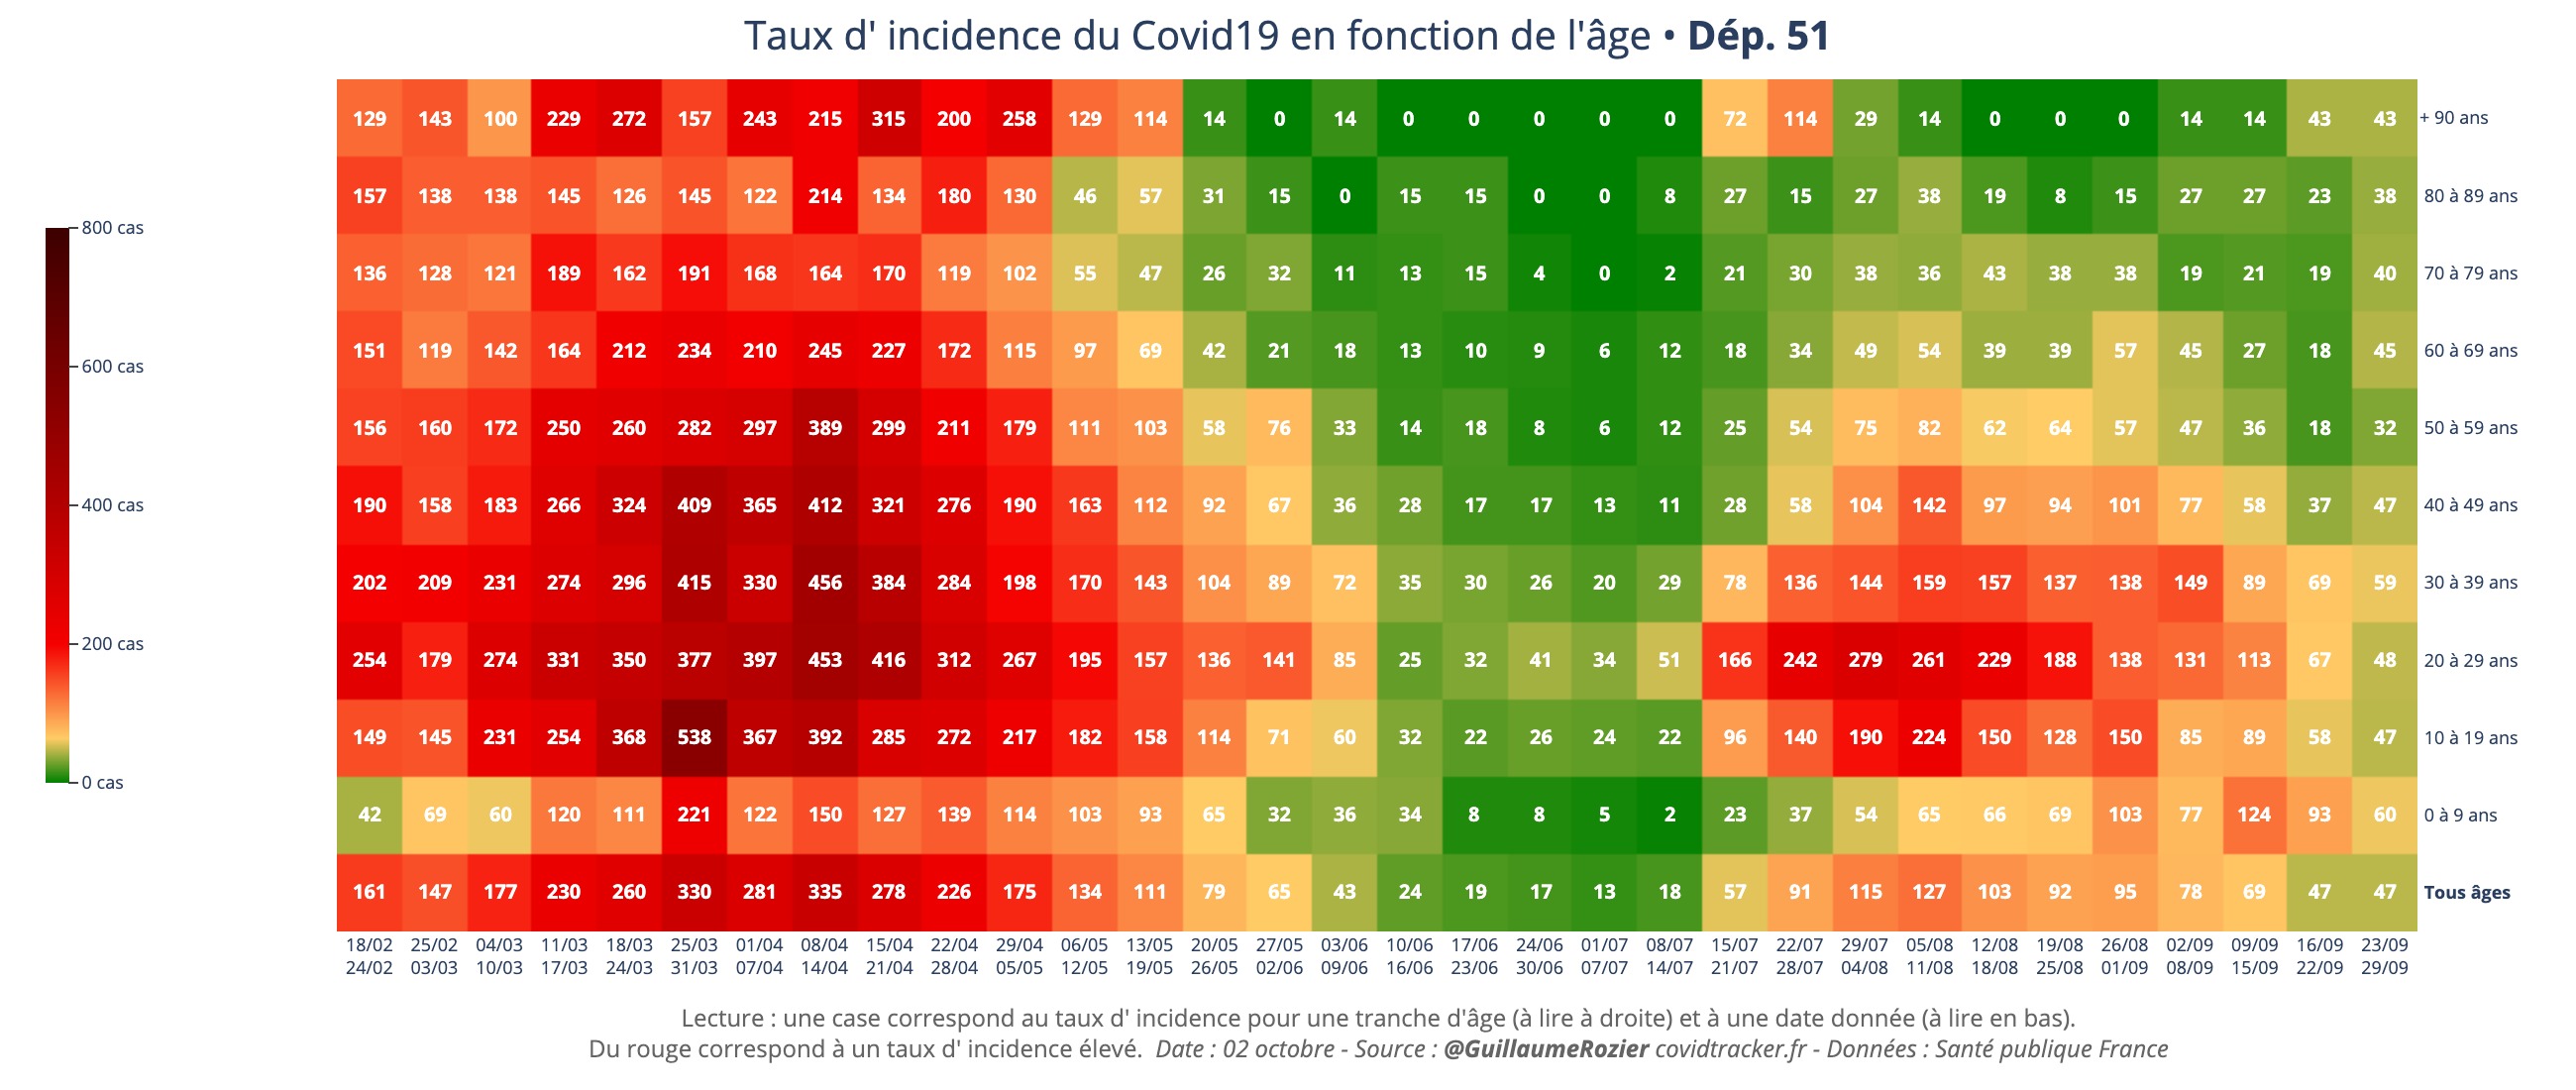 Taux d' incidence du Covid19 en fonction de l'âge • Dép. 51
129 143 100 229 272 157 243 215 315 200 258 129 114 14 0 14 0 0 0 0 0 72 114 29 14 0 0 0 14 14 43 43 + 90 ans
157 138 138 145 126 145 122 214 134 180 130 46 57 31 15 0 15 15 0 0 8 27 15 27 38 19 8 15 27 27 23 38 80 à 89 ans
800 cas
136 128 121 189 162 191 168 164 170 119 102 55 47 26 32 11 13 15 4 0 2 21 30 38 36 43 38 38 19 21 19 40 70 à 79 ans
151 119 142 164 212 234 210 245 227 172 115 97 69 42 21 18 13 10 9 6 12 18 34 49 54 39 39 57 45 27 18 45 60 à 69 ans
600 cas
156 160 172 250 260 282 297 389 299 211 179 111 103 58 76 33 14 18 8 6 12 25 54 75 82 62 64 57 47 36 18 32 50 à 59 ans
400 cas
190 158 183 266 324 409 365 412 321 276 190 163 112 92 67 36 28 17 17 13 11 28 58 104 142 97 94 101 77 58 37 47 40 à 49 ans
202 209 231 274 296 415 330 456 384 284 198 170 143 104 89 72 35 30 26 20 29 78 136 144 159 157 137 138 149 89 69 59 30 à 39 ans
200 cas
254 179 274 331 350 377 397 453 416 312 267 195 157 136 141 85 25 32 41 34 51 166 242 279 261 229 188 138 131 113 67 48 20 à 29 ans
149 145 231 254 368 538 367 392 285 272 217 182 158 114 71 60 32 22 26 24 22 96 140 190 224 150 128 150 85 89 58 47 10 à 19 ans
0 cas
42 69 60 120 111 221 122 150 127 139 114 103 93 65 32 36 34 8 8 5 2 23 37 54 65 66 69 103 77 124 93 60 0 à 9 ans
161 147 177 230 260 330 281 335 278 226 175 134 111 79 65 43 24 19 17 13 18 57 91 115 127 103 92 95 78 69 47 47 Tous âges
18/02 25/02 04/03 11/03 18/03 25/03 01/04 08/04 15/04 22/04 29/04 06/05 13/05 20/05 27/05 03/06 10/06 17/06 24/06 01/07 08/07 15/07 22/07 29/07 05/08 12/08 19/08 26/08 02/09 09/09 16/09 23/09
24/02 03/03 10/03 17/03 24/03 31/03 07/04 14/04 21/04 28/04 05/05 12/05 19/05 26/05 02/06 09/06 16/06 23/06 30/06 07/07 14/07 21/07 28/07 04/08 11/08 18/08 25/08 01/09 08/09 15/09 22/09 29/09
Lecture : une case correspond au taux d' incidence pour une tranche d'âge (à lire à droite) et à une date donnée (à lire en bas).
Du rouge correspond à un taux d' incidence élevé. Date : 02 octobre - Source : @GuillaumeRozier covidtracker.fr - Données : Santé publique France